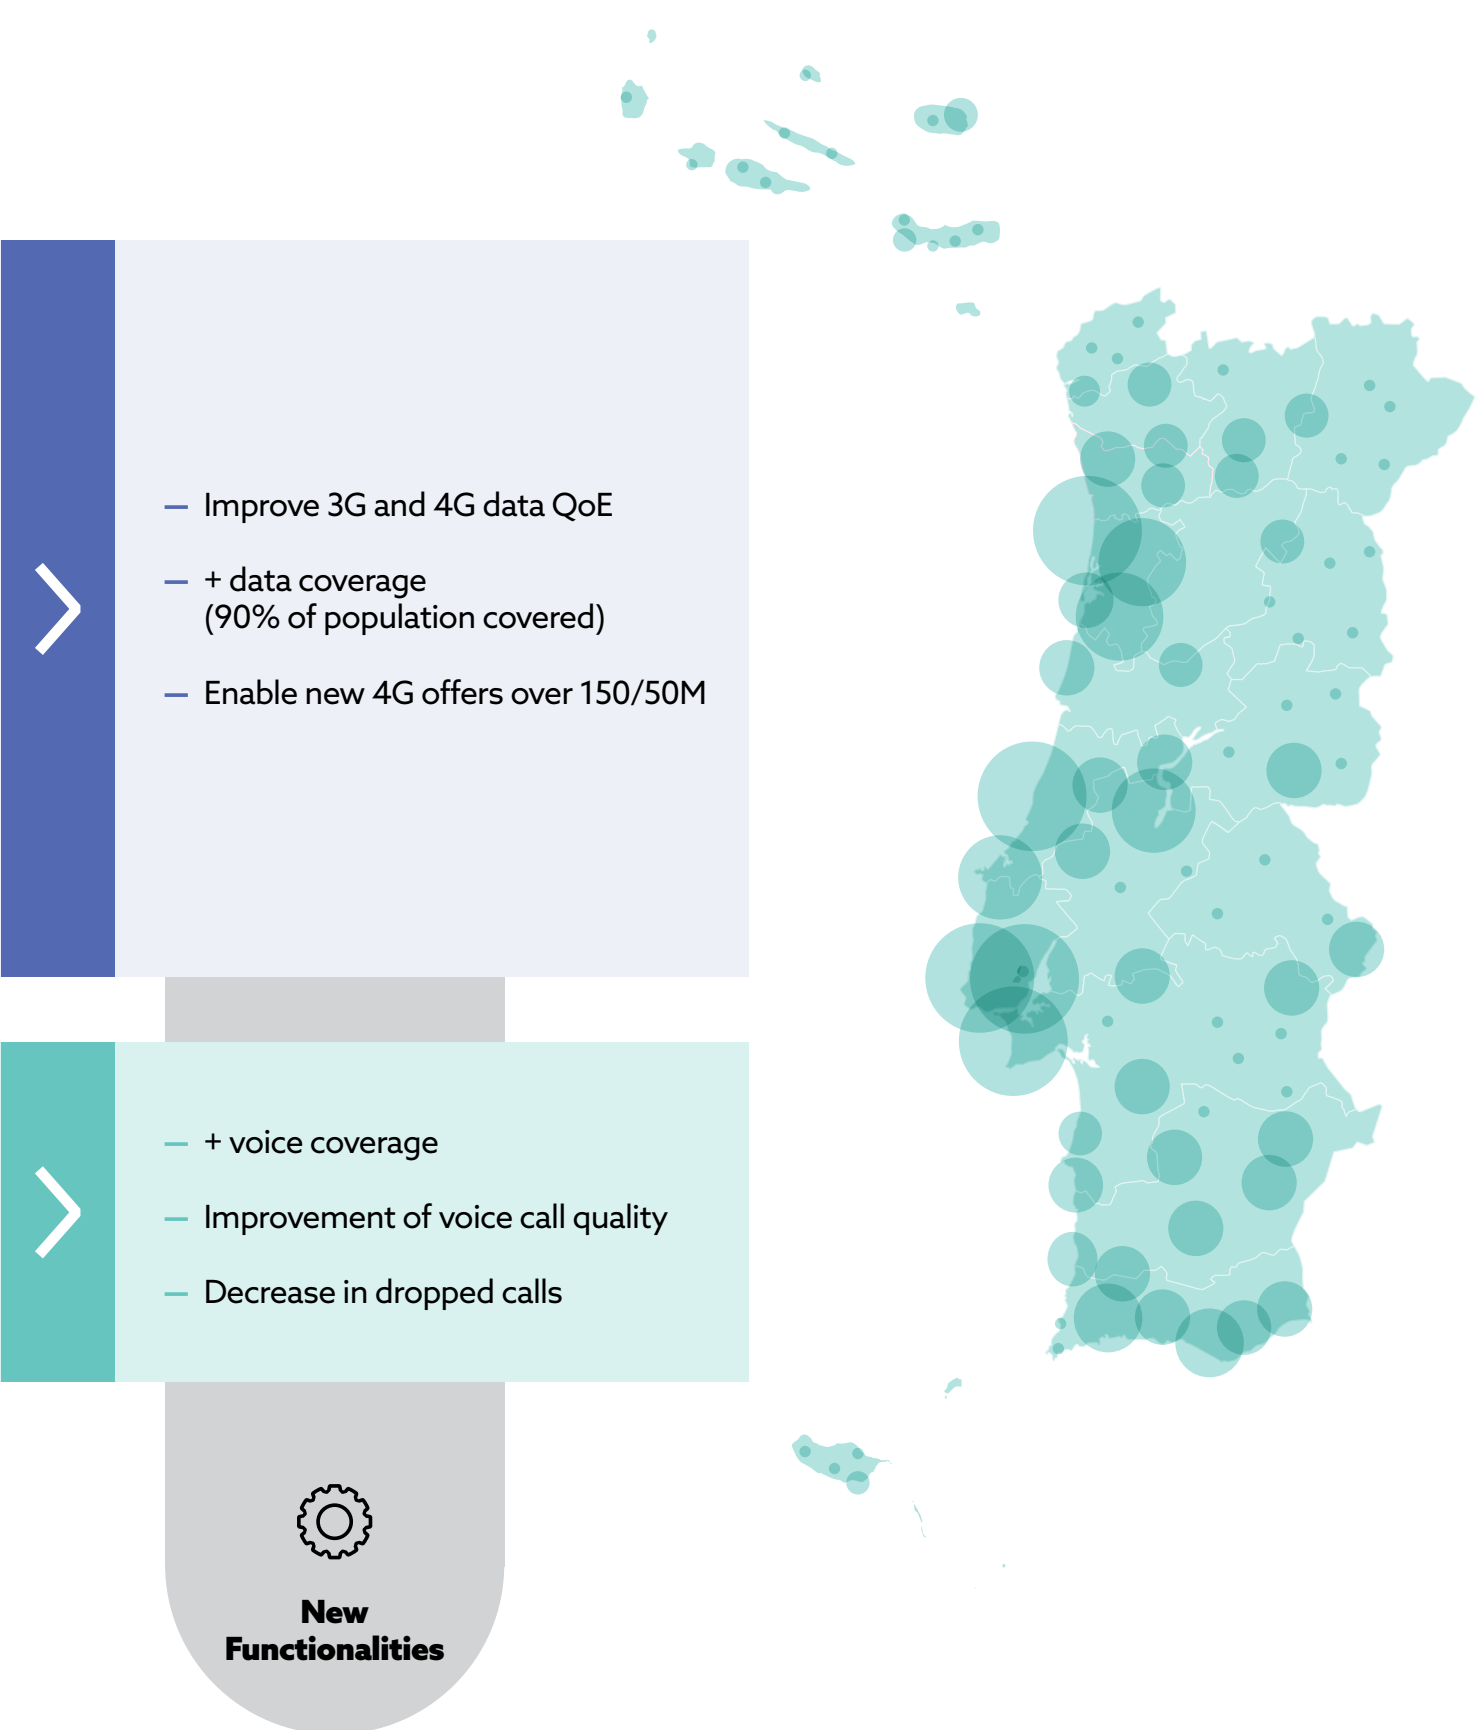 – Improve 3G and 4G data QoE
– + data coverage
(90% of population covered)
– Enable new 4G offers over 150/50M
– + voice coverage
– Improvement of voice call quality
– Decrease in dropped calls
New
Functionalities